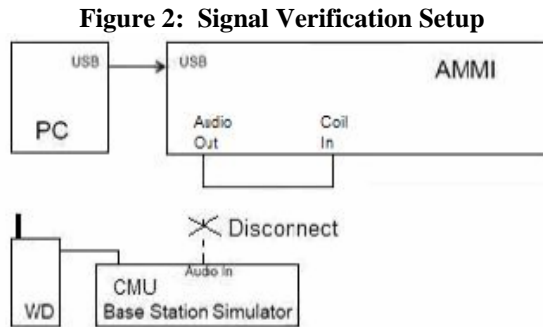 Figure 2: Signal Verification Setup
USB
USB
AMMI
PC
Audio
Out
Coil
In
Disconnect
Audio In
CMU
WD
Base Station Simulator